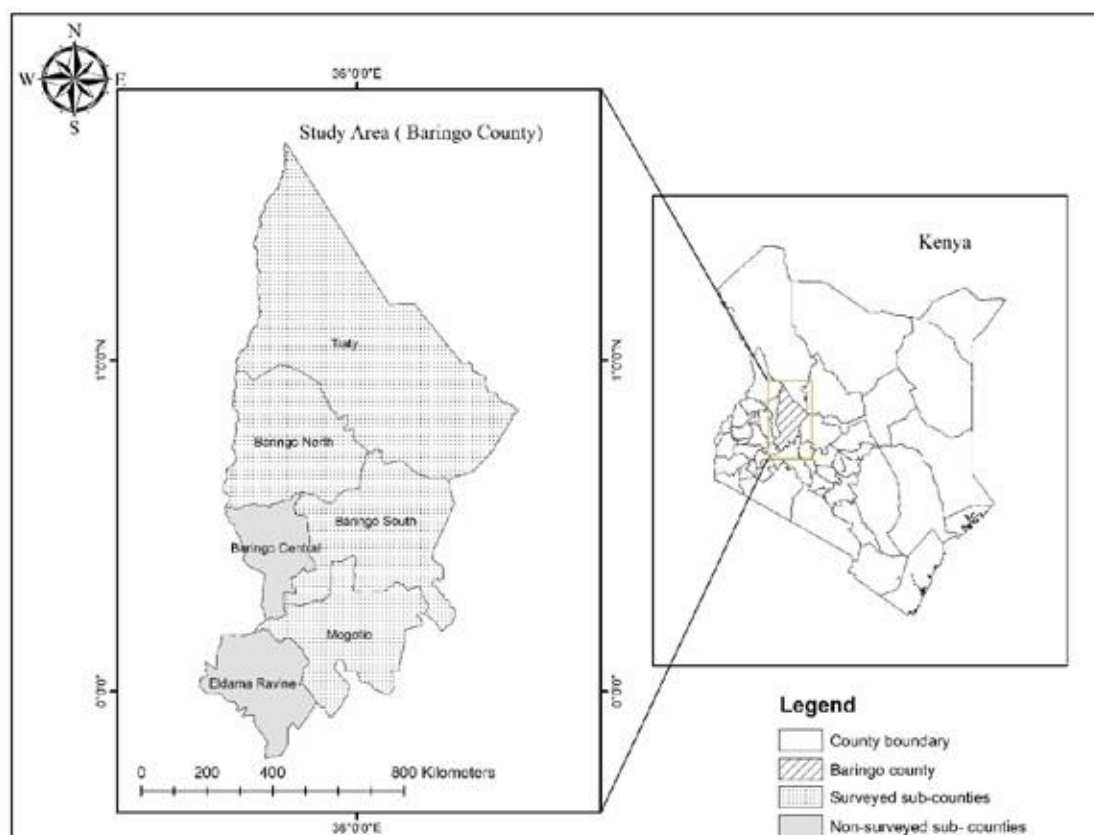 N
W E
S
36°0'0"E
Study Area ( Baringo County)
Kenya
Tiaty
1°0'0"N
1°0'0"N
Baringo North
Baringo South
Baringo Central
Mogotio
Eldama Ravine
0°0'0"
0°0'0"
0 200 400 800 Kilometers
36°0'0"E
Legend
County boundary
Baringo county
Surveyed sub-counties
Non-surveyed sub- counties